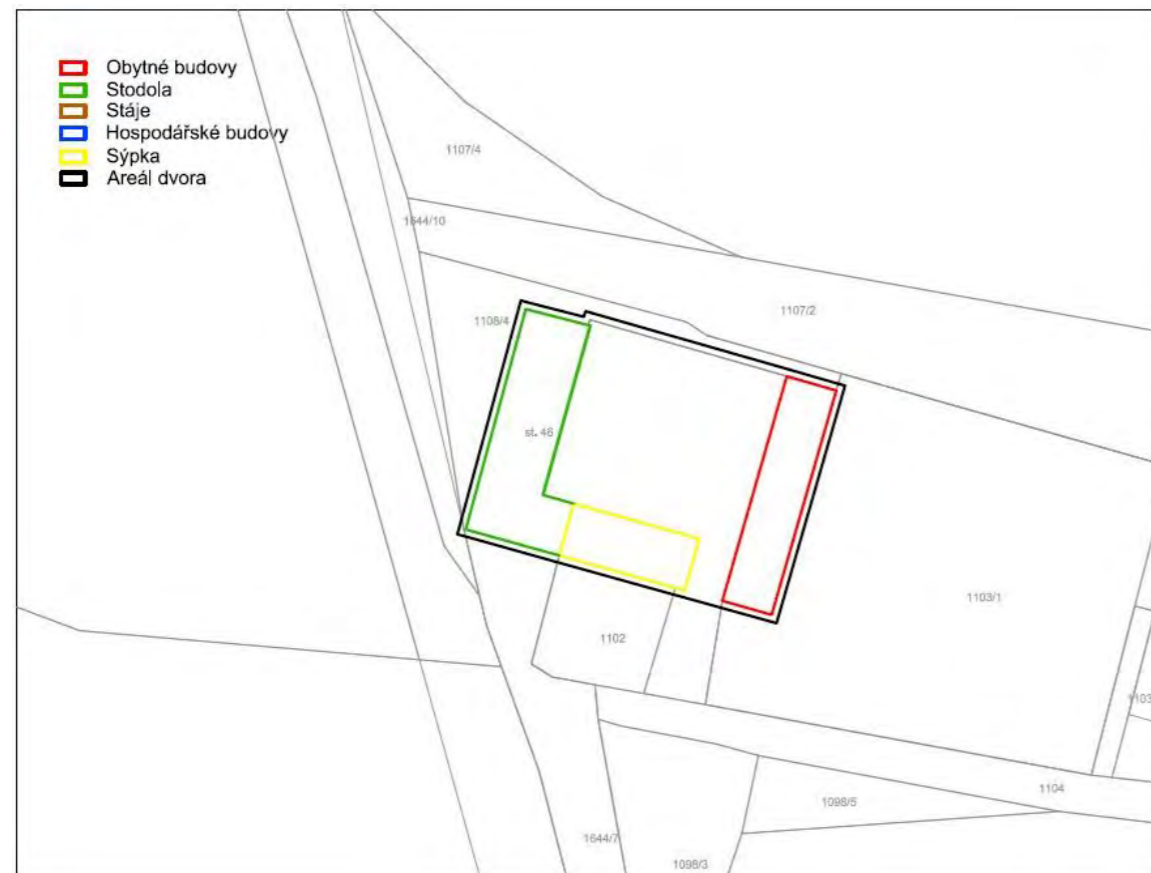 Obytné budovy
Stodola
Stáje
Hospodářské budovy
Sýpka
Areál dvora
1107/4
1644/10
1107/2
1108/4
st. 46
1103/1
1102
1103
1104
1098/5
1644/7
1098/3